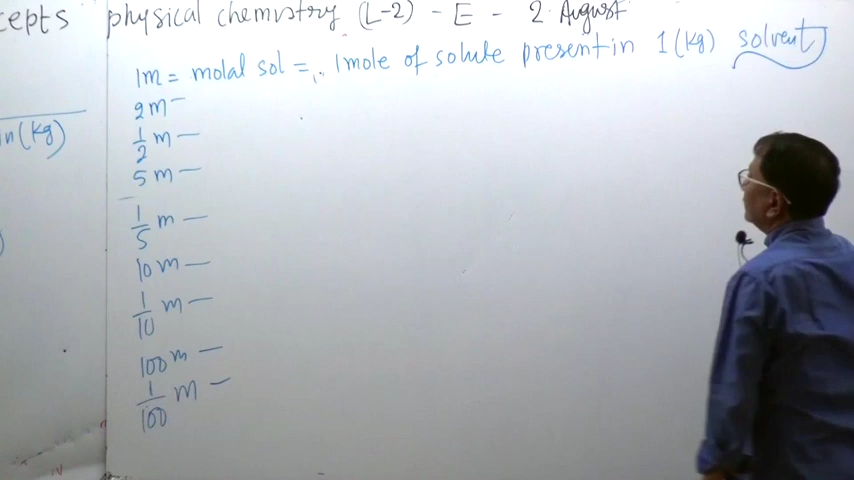 cepts physical chemistry (L-2) - E - 2 August
in (kg)
1m = molal sol = 1mole of solute present in 1 (kg) solvent
2m -
1/2 m -
5 m -
1/5 m -
10 m -
1/10 m -
100 m -
1/100 m -